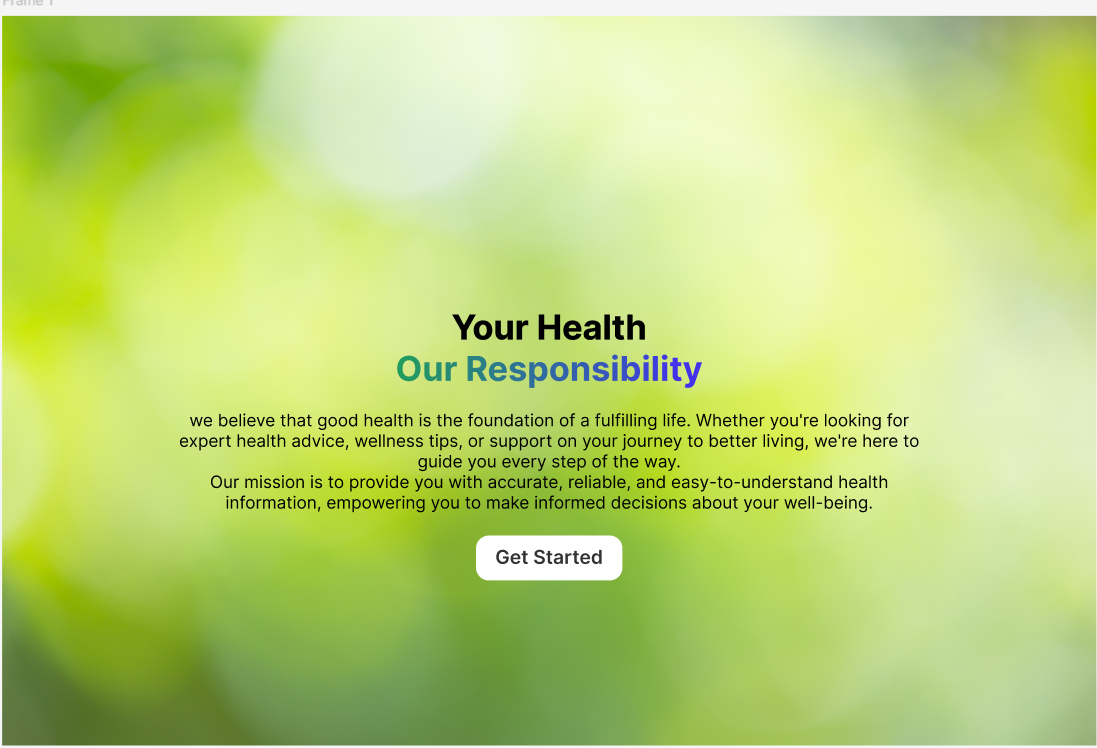 Frame 1
Your Health
Our Responsibility
we believe that good health is the foundation of a fulfilling life. Whether you're looking for
expert health advice, wellness tips, or support on your journey to better living, we're here to
guide you every step of the way.
Our mission is to provide you with accurate, reliable, and easy-to-understand health
information, empowering you to make informed decisions about your well-being.
Get Started